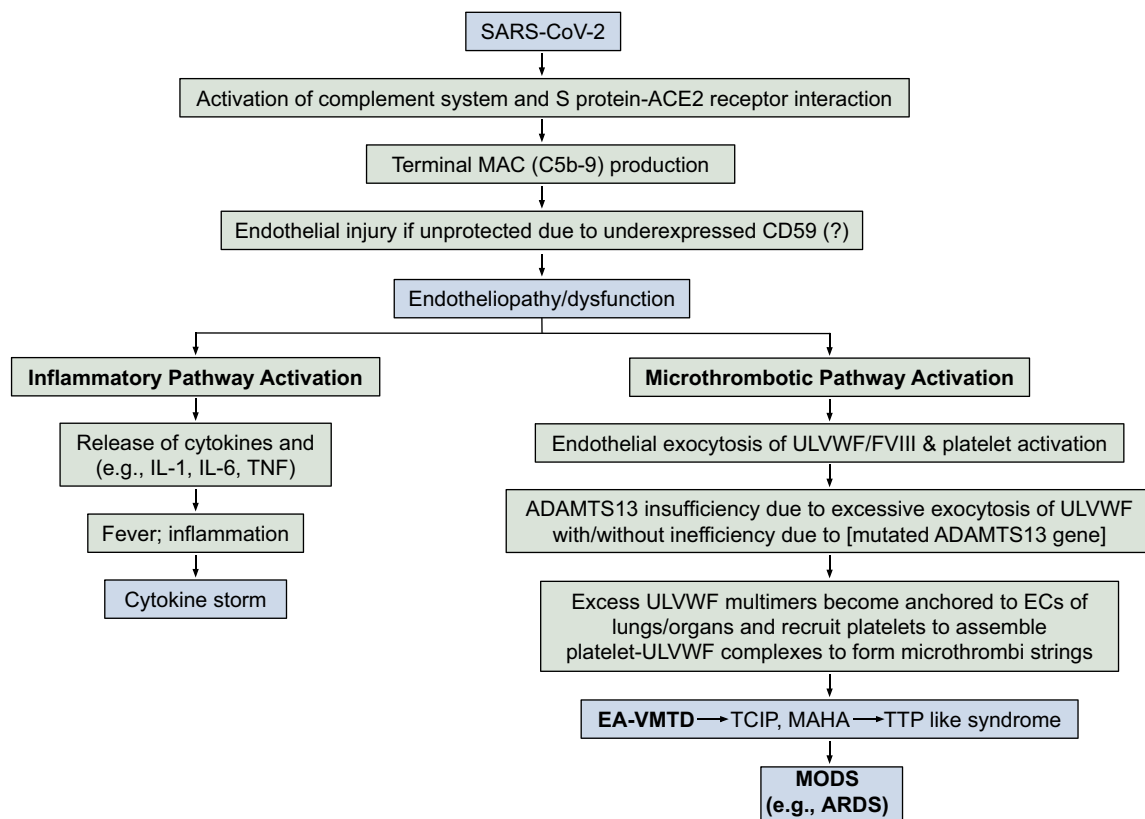 SARS-CoV-2
Activation of complement system and S protein-ACE2 receptor interaction
Terminal MAC (C5b-9) production
Endothelial injury if unprotected due to underexpressed CD59 (?)
Endotheliopathy/dysfunction
Inflammatory Pathway Activation
Release of cytokines and
(e.g., IL-1, IL-6, TNF)
Fever; inflammation
Cytokine storm
Microthrombotic Pathway Activation
Endothelial exocytosis of ULVWF/FVIII & platelet activation
ADAMTS13 insufficiency due to excessive exocytosis of ULVWF
with/without inefficiency due to [mutated ADAMTS13 gene]
Excess ULVWF multimers become anchored to ECs of
lungs/organs and recruit platelets to assemble
platelet-ULVWF complexes to form microthrombi strings
EA-VMTD → TCIP, MAHA → TTP like syndrome
MODS
(e.g., ARDS)